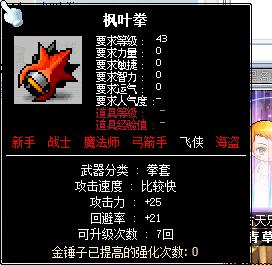 枫叶拳
要求等级: 43
要求力量: 0
要求敏捷: 0
要求智力: 0
要求运气: 0
要求人气度: -
道具等级: -
道具经验值: -
新手 战士 魔法师 弓箭手 飞侠 海盗
武器分类: 拳套
攻击速度: 比较快
攻击力: +25
回避率: +21
可升级次数: 7回
金锤子已提高的强化次数: 0
青草